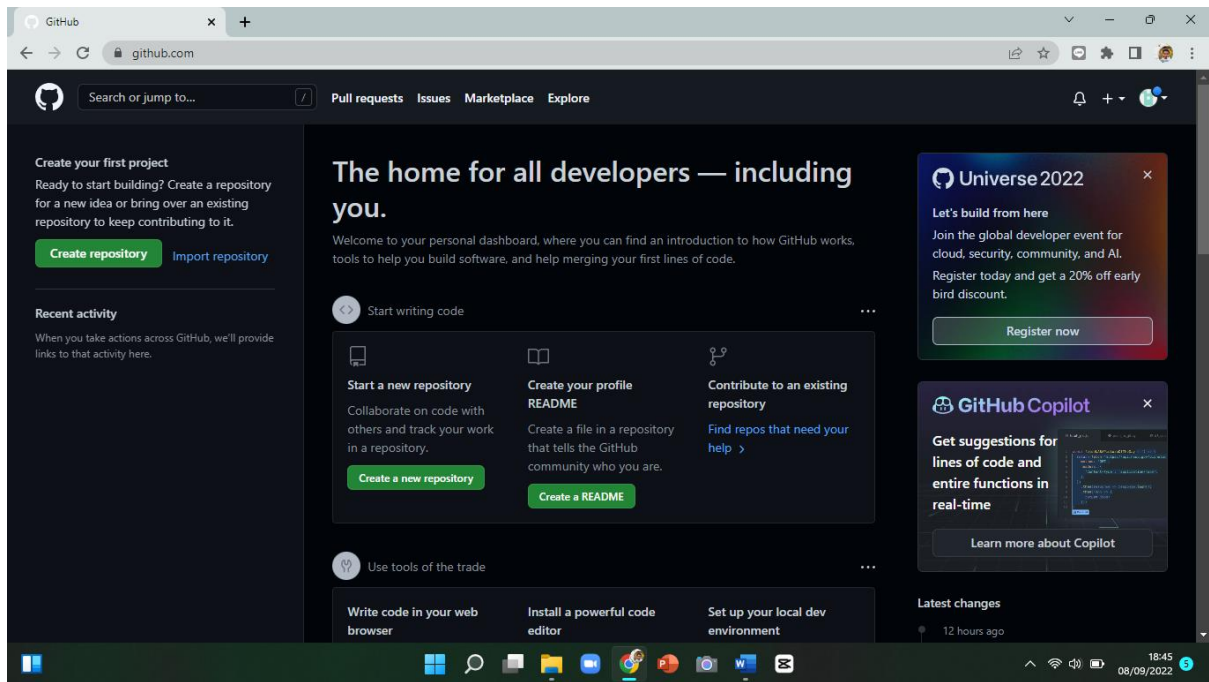 GitHub
github.com
Search or jump to...
/
Pull requests Issues Marketplace Explore
Create your first project
Ready to start building? Create a repository
for a new idea or bring over an existing
repository to keep contributing to it.
Create repository
Import repository
Recent activity
When you take actions across GitHub, we'll provide
links to that activity here.
The home for all developers — including
you.
Welcome to your personal dashboard, where you can find an introduction to how GitHub works,
tools to help you build software, and help merging your first lines
of code.
Start writing code
Start a new repository
Collaborate on code with
others and track your work
in a repository.
Create a new repository
Create your profile
README
Create a file in a repository
that tells the GitHub
community who you are.
Create a README
Contribute to an existing
repository
Find repos that need your
help >
Use tools of the trade
Write code in your web
browser
Install a powerful code
editor
Set up your local dev
environment
Universe 2022
Let's build from here
Join the global developer event for
cloud, security, community, and AI.
Register today and get a 20% off early
bird discount.
Register now
GitHub Copilot
Get suggestions for
lines of code and
entire functions in
real-time
Learn more about Copilot
Latest changes
12 hours ago
18:45
08/09/2022
5